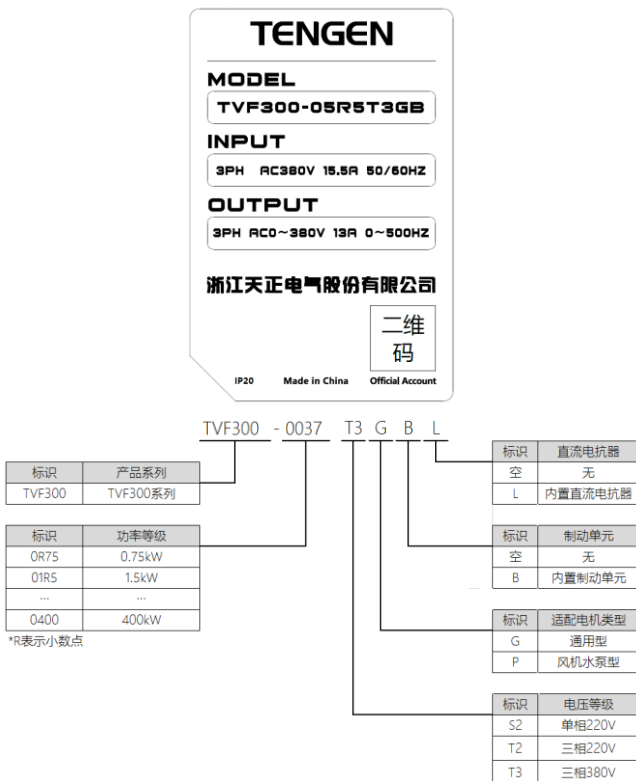 TENGEN
MODEL
TVF300-05R5T3GB
INPUT
3PH AC380V 15.5A 50/60HZ
OUTPUT
3PH AC0~380V 13A 0~500HZ
浙江天正电气股份有限公司
二维
码
IP20 Made in China Official Account
TVF300 - 0037 T3 G B L
标识 产品系列
TVF300 TVF300系列
标识 功率等级
0R75 0.75kW
01R5 1.5kW
... ...
0400 400kW
*R表示小数点
标识 直流电抗器
空 无
L 内置直流电抗器
标识 制动单元
空 无
B 内置制动单元
标识 适配电机类型
G 通用型
P 风机水泵型
标识 电压等级
S2 单相220V
T2 三相220V
T3 三相380V